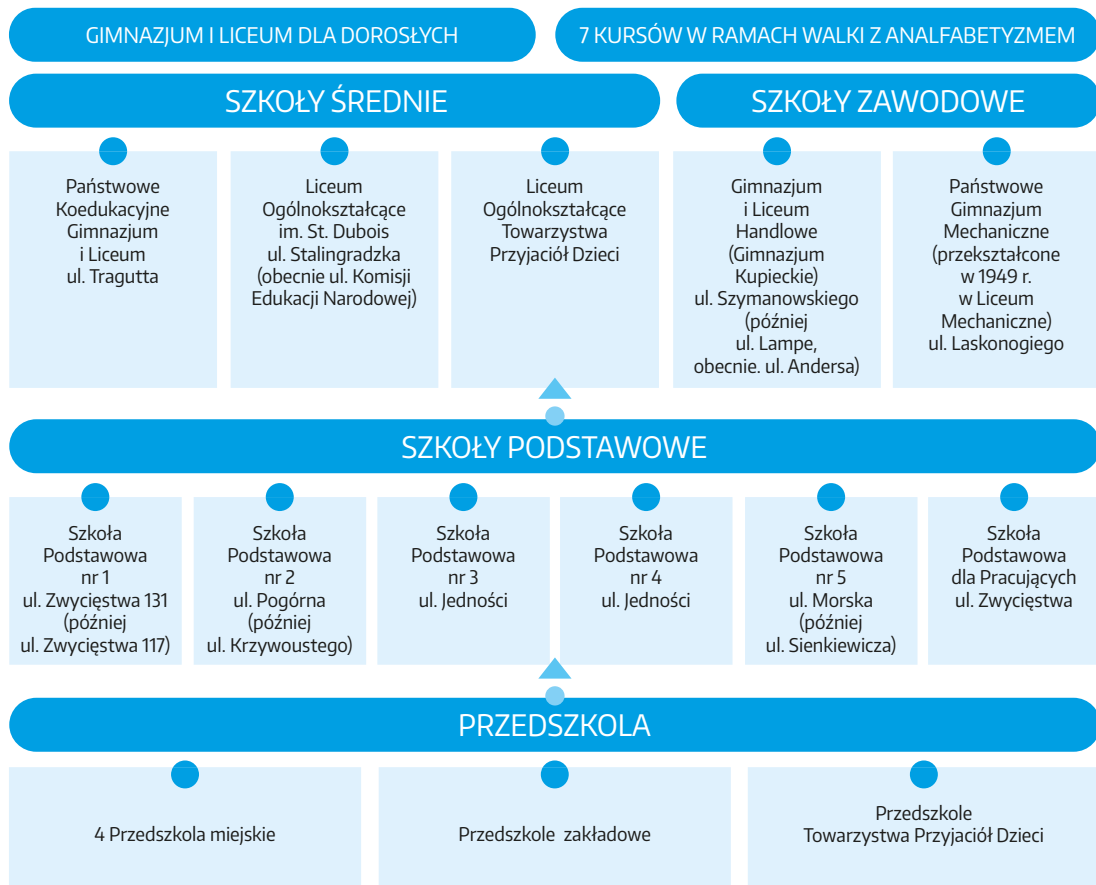 GIMNAZJUM I LICEUM DLA DOROSŁYCH
7 KURSÓW W RAMACH WALKI Z ANALFABETYZMEM
SZKOŁY ŚREDNIE
SZKOŁY ZAWODOWE
Państwowe
Koedukacyjne
Gimnazjum
i Liceum
ul. Tragutta
Liceum
Ogólnokształcące
im. St. Dubois
ul. Stalingradzka
(obecnie ul. Komisji
Edukacji Narodowej)
Liceum
Ogólnokształcące
Towarzystwa
Przyjaciół Dzieci
Gimnazjum
i Liceum
Handlowe
(Gimnazjum
Kupieckie)
ul. Szymanowskiego
(później
ul. Lampe,
obecnie. ul. Andersa)
Państwowe
Gimnazjum
Mechaniczne
(przekształcone
w 1949 r.
w Liceum
Mechaniczne)
ul. Laskonogiego
SZKOŁY PODSTAWOWE
Szkoła
Podstawowa
nr 1
ul. Zwycięstwa 131
(później
ul. Zwycięstwa 117)
Szkoła
Podstawowa
nr 2
ul. Pogórna
(później
ul. Krzywoustego)
Szkoła
Podstawowa
nr 3
ul. Jedności
Szkoła
Podstawowa
nr 4
ul. Jedności
Szkoła
Podstawowa
nr 5
ul. Morska
(później
ul. Sienkiewicza)
Szkoła
Podstawowa
dla Pracujących
ul. Zwycięstwa
PRZEDSZKOLA
4 Przedszkola miejskie
Przedszkole zakładowe
Przedszkole
Towarzystwa Przyjaciół Dzieci